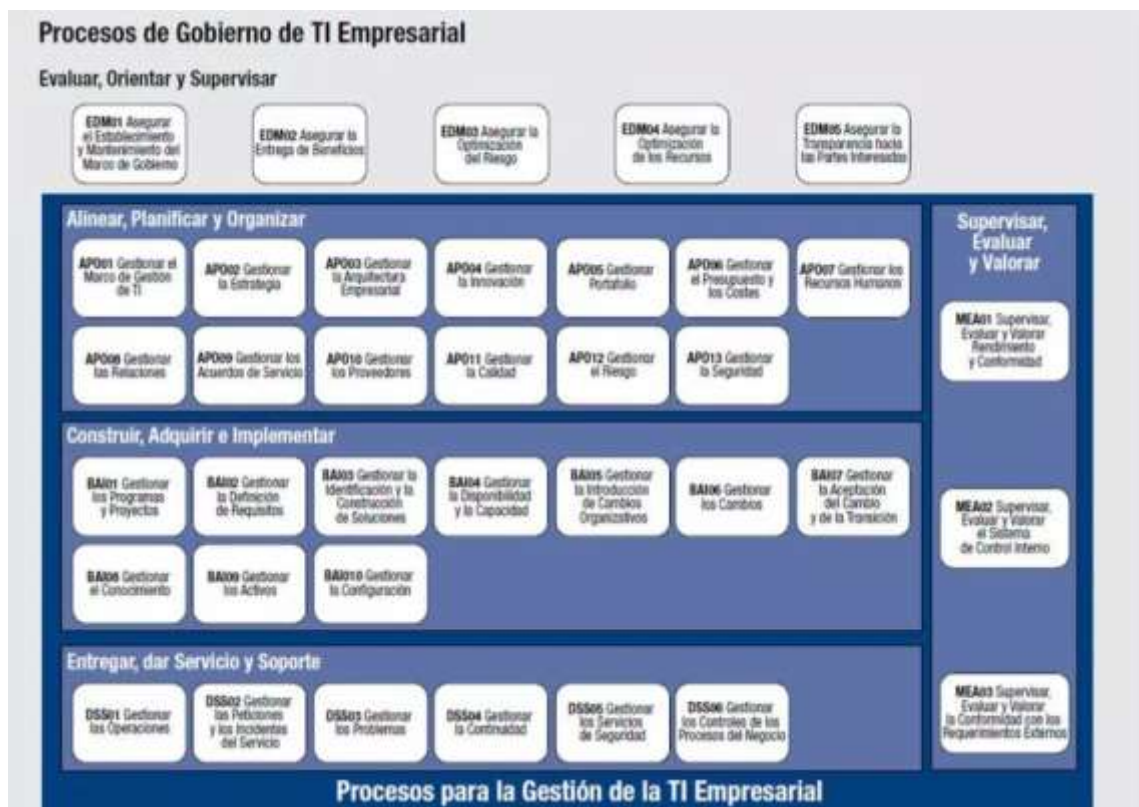 Procesos de Gobierno de TI Empresarial
Evaluar, Orientar y Supervisar
EDM01 Asegurar
el Establecimiento
y Mantenimiento del
Marco de Gobierno
EDM02 Asegurar la
Entrega de Beneficios
EDM03 Asegurar la
Optimización
del Riesgo
EDM04 Asegurar la
Optimización
de los Recursos
EDM05 Asegurar la
Transparencia hacia
las Partes Interesadas
Alinear, Planificar y Organizar
APO01 Gestionar el
Marco de Gestión
de TI
APO02 Gestionar
la Estrategia
APO03 Gestionar
la Arquitectura
Empresarial
APO04 Gestionar
la Innovación
APO05 Gestionar
Portafolio
APO06 Gestionar
el Presupuesto y
los Costes
APO07 Gestionar los
Recursos Humanos
APO08 Gestionar
las Relaciones
APO09 Gestionar los
Acuerdos de Servicio
APO10 Gestionar
los Proveedores
APO11 Gestionar
la Calidad
APO12 Gestionar
el Riesgo
APO13 Gestionar
la Seguridad
Construir, Adquirir e Implementar
BAI01 Gestionar
los Programas
y Proyectos
BAI02 Gestionar
la Definición
de Requisitos
BAI03 Gestionar la
Identificación y la
Construcción
de Soluciones
BAI04 Gestionar
la Disponibilidad
y la Capacidad
BAI05 Gestionar
la Introducción
de Cambios
Organizativos
BAI06 Gestionar
los Cambios
BAI07 Gestionar
la Aceptación
del Cambio
y de la Transición
BAI08 Gestionar
el Conocimiento
BAI09 Gestionar
los Activos
BAI010 Gestionar
la Configuración
Entregar, dar Servicio y Soporte
DSS01 Gestionar
las Operaciones
DSS02 Gestionar
las Peticiones
y los Incidentes
del Servicio
DSS03 Gestionar
los Problemas
DSS04 Gestionar
la Continuidad
DSS05 Gestionar
los Servicios
de Seguridad
DSS06 Gestionar
los Controles de los
Procesos del Negocio
Supervisar,
Evaluar
y Valorar
MEA01 Supervisar,
Evaluar y Valorar
Rendimiento
y Conformidad
MEA02 Supervisar,
Evaluar y Valorar
el Sistema
de Control Interno
MEA03 Supervisar,
Evaluar y Valorar
la Conformidad con los
Requerimientos Externos
Procesos para la Gestión de la TI Empresarial